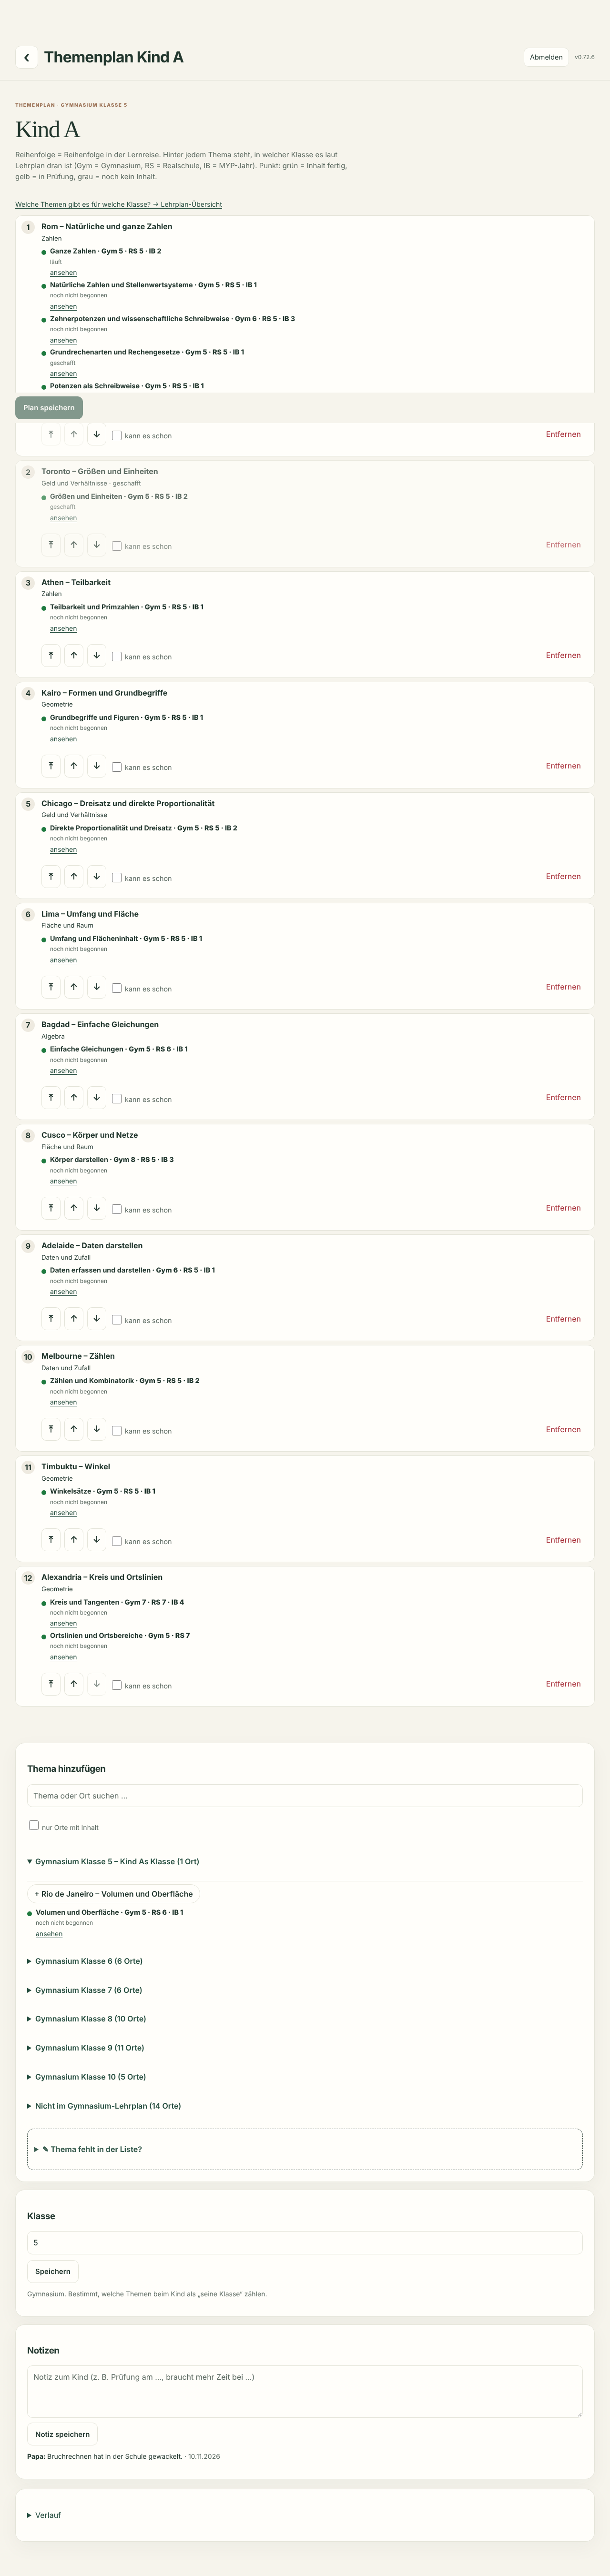 ‹ Themenplan Kind A
Abmelden v0.72.6
THEMENPLAN · GYMNASIUM KLASSE 5
Kind A
Reihenfolge = Reihenfolge in der Lernreise. Hinter jedem Thema steht, in welcher Klasse es laut
Lehrplan dran ist (Gym = Gymnasium, RS = Realschule, IB = MYP-Jahr). Punkt: grün = Inhalt fertig,
gelb = in Prüfung, grau = noch kein Inhalt.
Welche Themen gibt es für welche Klasse? → Lehrplan-Übersicht
1 Rom – Natürliche und ganze Zahlen
Zahlen
Ganze Zahlen · Gym 5 · RS 5 · IB 2
läuft
ansehen
Natürliche Zahlen und Stellenwertsysteme · Gym 5 · RS 5 · IB 1
noch nicht begonnen
ansehen
Zehnerpotenzen und wissenschaftliche Schreibweise · Gym 6 · RS 5 · IB 3
noch nicht begonnen
ansehen
Grundrechenarten und Rechengesetze · Gym 5 · RS 5 · IB 1
geschafft
ansehen
Potenzen als Schreibweise · Gym 5 · RS 5 · IB 1
Plan speichern
⤒ ↑ ↓ kann es schon Entfernen
2 Toronto – Größen und Einheiten
Geld und Verhältnisse · geschafft
Größen und Einheiten · Gym 5 · RS 5 · IB 2
geschafft
ansehen
⤒ ↑ ↓ kann es schon Entfernen
3 Athen – Teilbarkeit
Zahlen
Teilbarkeit und Primzahlen · Gym 5 · RS 5 · IB 1
noch nicht begonnen
ansehen
⤒ ↑ ↓ kann es schon Entfernen
4 Kairo – Formen und Grundbegriffe
Geometrie
Grundbegriffe und Figuren · Gym 5 · RS 5 · IB 1
noch nicht begonnen
ansehen
⤒ ↑ ↓ kann es schon Entfernen
5 Chicago – Dreisatz und direkte Proportionalität
Geld und Verhältnisse
Direkte Proportionalität und Dreisatz · Gym 5 · RS 5 · IB 2
noch nicht begonnen
ansehen
⤒ ↑ ↓ kann es schon Entfernen
6 Lima – Umfang und Fläche
Fläche und Raum
Umfang und Flächeninhalt · Gym 5 · RS 5 · IB 1
noch nicht begonnen
ansehen
⤒ ↑ ↓ kann es schon Entfernen
7 Bagdad – Einfache Gleichungen
Algebra
Einfache Gleichungen · Gym 5 · RS 6 · IB 1
noch nicht begonnen
ansehen
⤒ ↑ ↓ kann es schon Entfernen
8 Cusco – Körper und Netze
Fläche und Raum
Körper darstellen · Gym 8 · RS 5 · IB 3
noch nicht begonnen
ansehen
⤒ ↑ ↓ kann es schon Entfernen
9 Adelaide – Daten darstellen
Daten und Zufall
Daten erfassen und darstellen · Gym 6 · RS 5 · IB 1
noch nicht begonnen
ansehen
⤒ ↑ ↓ kann es schon Entfernen
10 Melbourne – Zählen
Daten und Zufall
Zählen und Kombinatorik · Gym 5 · RS 5 · IB 2
noch nicht begonnen
ansehen
⤒ ↑ ↓ kann es schon Entfernen
11 Timbuktu – Winkel
Geometrie
Winkelsätze · Gym 5 · RS 5 · IB 1
noch nicht begonnen
ansehen
⤒ ↑ ↓ kann es schon Entfernen
12 Alexandria – Kreis und Ortslinien
Geometrie
Kreis und Tangenten · Gym 7 · RS 7 · IB 4
noch nicht begonnen
ansehen
Ortslinien und Ortsbereiche · Gym 5 · RS 7
noch nicht begonnen
ansehen
⤒ ↑ ↓ kann es schon Entfernen
Thema hinzufügen
Thema oder Ort suchen …
nur Orte mit Inhalt
▼ Gymnasium Klasse 5 – Kind As Klasse (1 Ort)
+ Rio de Janeiro – Volumen und Oberfläche
Volumen und Oberfläche · Gym 5 · RS 6 · IB 1
noch nicht begonnen
ansehen
▶ Gymnasium Klasse 6 (6 Orte)
▶ Gymnasium Klasse 7 (6 Orte)
▶ Gymnasium Klasse 8 (10 Orte)
▶ Gymnasium Klasse 9 (11 Orte)
▶ Gymnasium Klasse 10 (5 Orte)
▶ Nicht im Gymnasium-Lehrplan (14 Orte)
▶ ✎ Thema fehlt in der Liste?
Klasse
5
Speichern
Gymnasium. Bestimmt, welche Themen beim Kind als „seine Klasse“ zählen.
Notizen
Notiz zum Kind (z. B. Prüfung am …, braucht mehr Zeit bei …)
Notiz speichern
Papa: Bruchrechnen hat in der Schule gewackelt. · 10.11.2026
▶ Verlauf